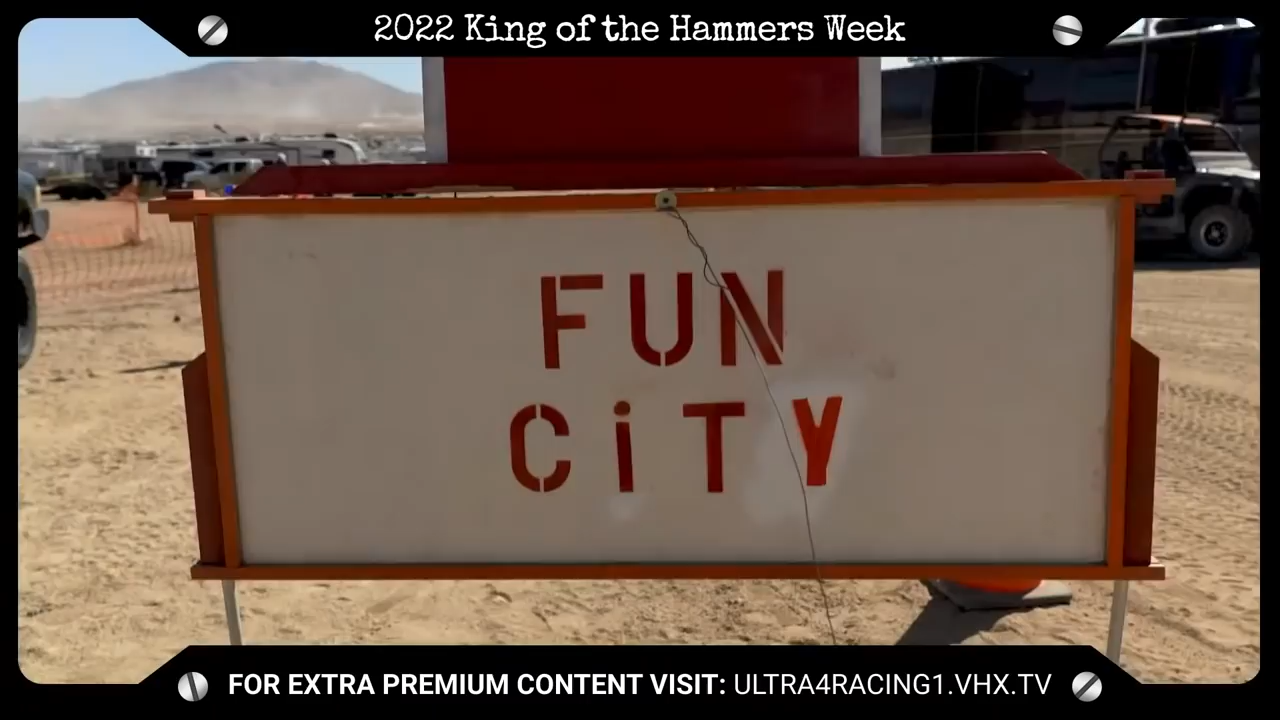 2022 King of the Hammers Week
FUN
CiTY
FOR EXTRA PREMIUM CONTENT VISIT: ULTRA4RACING1.VHX.TV